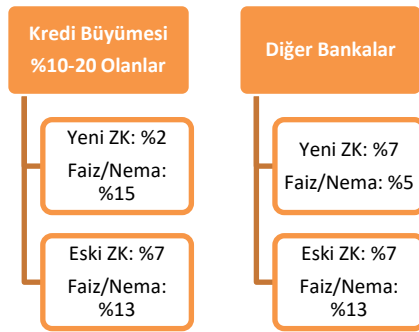 Kredi Büyümesi
%10-20 Olanlar
Yeni ZK: %2
Faiz/Nema:
%15
Eski ZK: %7
Faiz/Nema:
%13
Diğer Bankalar
Yeni ZK: %7
Faiz/Nema: %5
Eski ZK: %7
Faiz/Nema:
%13